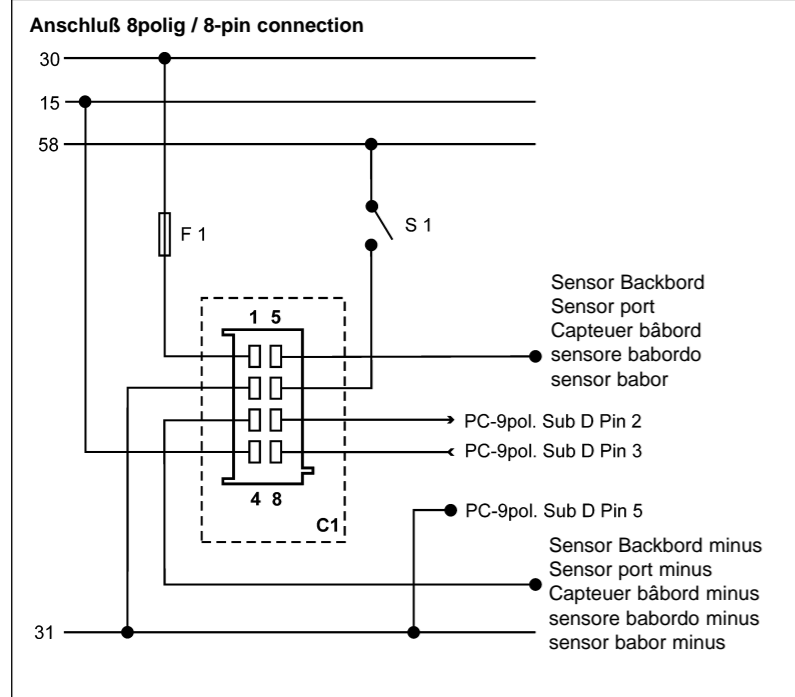 Anschluß 8polig / 8-pin connection
30
15
58
F 1
S 1
Sensor Backbord
Sensor port
Capteuer bâbord
sensore babordo
sensor babor
1 5
PC-9pol. Sub D Pin 2
PC-9pol. Sub D Pin 3
4 8
C1
PC-9pol. Sub D Pin 5
Sensor Backbord minus
Sensor port minus
Capteuer bâbord minus
sensore babordo minus
sensor babor minus
31